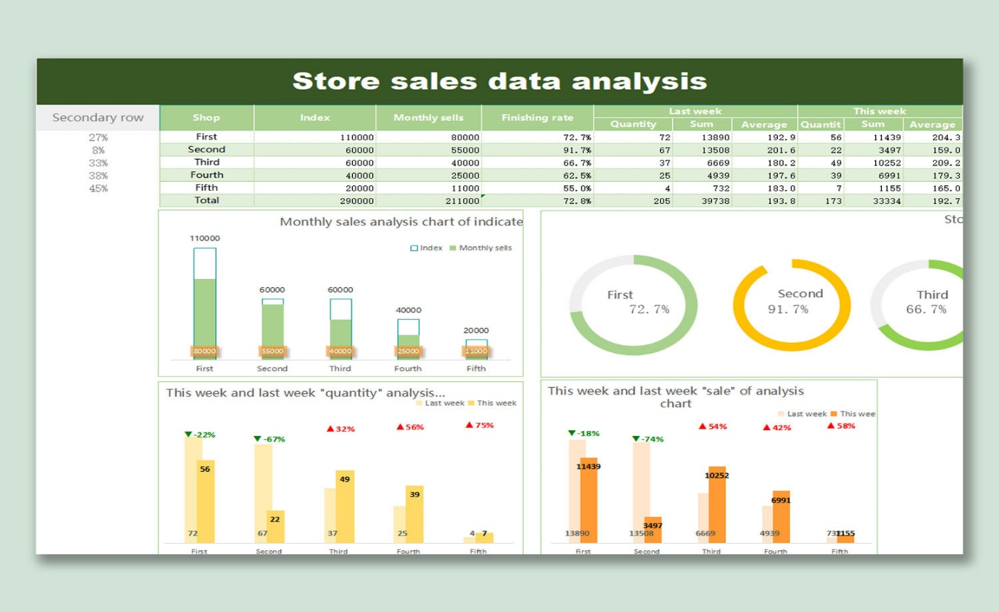 Store sales data analysis
Secondary row Shop Index Monthly sells Finishing rate Last week This week
Quantity Sum Average Quantit Sum Average
27% First 110000 80000 72.7% 72 13890 192.9 56 11439 204.3
8% Second 60000 55000 91.7% 67 13508 201.6 22 3497 159.0
33% Third 60000 40000 66.7% 37 6669 180.2 49 10252 209.2
38% Fourth 40000 25000 62.5% 25 4939 197.6 39 6991 179.3
45% Fifth 20000 11000 55.0% 4 732 183.0 7 1155 165.0
Total 290000 211000 72.8% 205 39738 193.8 173 33334 192.7
Monthly sales analysis chart of indicate
Index Monthly sells
110000
60000 60000
40000
20000
80000 55000 40000 25000 11000
First Second Third Fourth Fifth
Sto
First
72.7%
Second
91.7%
Third
66.7%
This week and last week "quantity" analysis...
Last week This week
-22% -67% 32% 56% 75%
56 22 49 39
72 67 37 25 4 7
First Second Third Fourth Fifth
This week and last week "sale" of analysis
chart
Last week This wee
-18% -74% 54% 42% 58%
11439 3497 10252 6991
13890 13508 6669 4939 732 1155
First Second Third Fourth Fifth